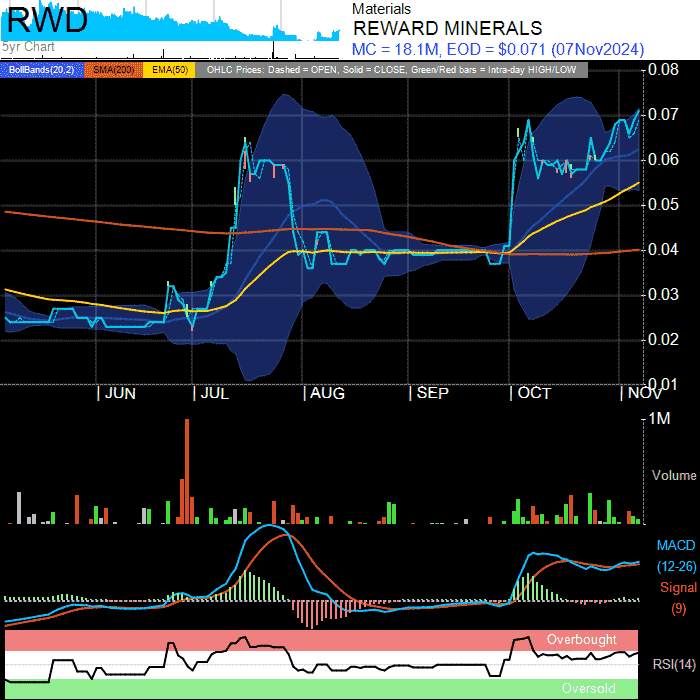 RWD
5yr Chart
Materials
REWARD MINERALS
MC = 18.1M, EOD = $0.071 (07Nov2024)
BollBands(20,2) SMA(200) EMA(50) OHLC Prices: Dashed = OPEN, Solid = CLOSE, Green/Red bars = Intra-day HIGH/LOW
0.08
0.07
0.06
0.05
0.04
0.03
0.02
0.01
JUN JUL AUG SEP OCT NOV
1M
Volume
MACD
(12-26)
Signal
(9)
Overbought
RSI(14)
Oversold